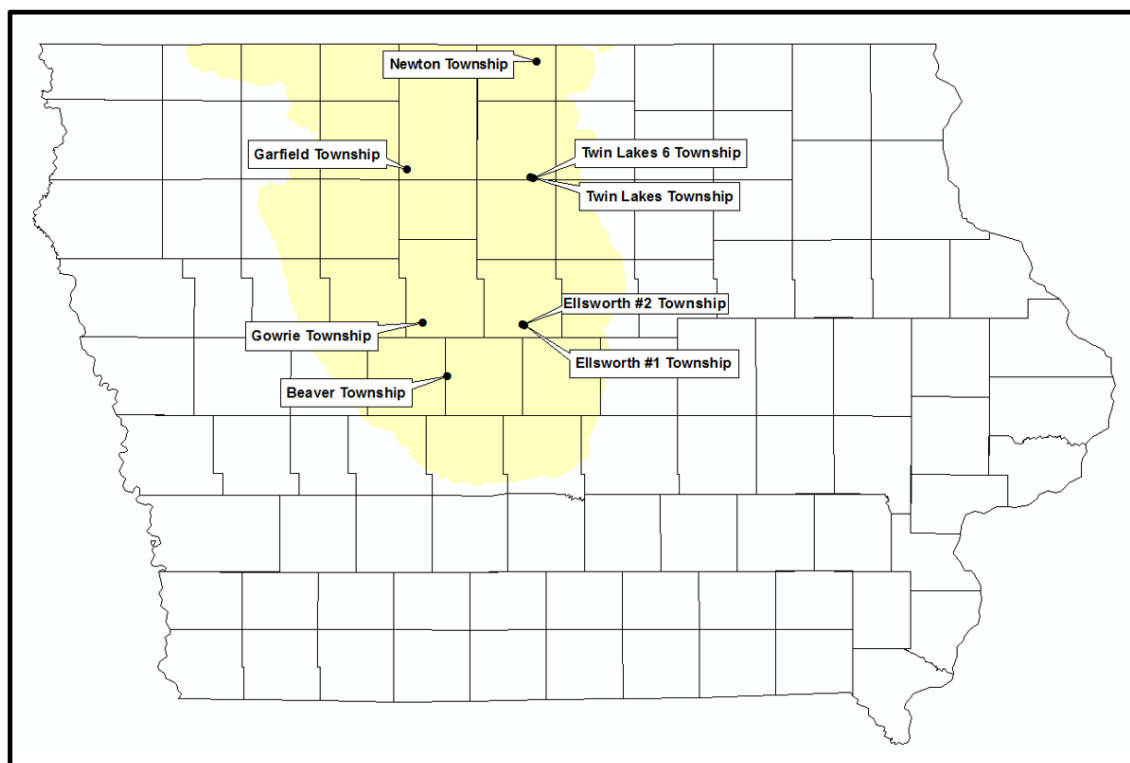 Newton Township
Garfield Township
Twin Lakes 6 Township
Twin Lakes Township
Ellsworth #2 Township
Gowrie Township
Ellsworth #1 Township
Beaver Township